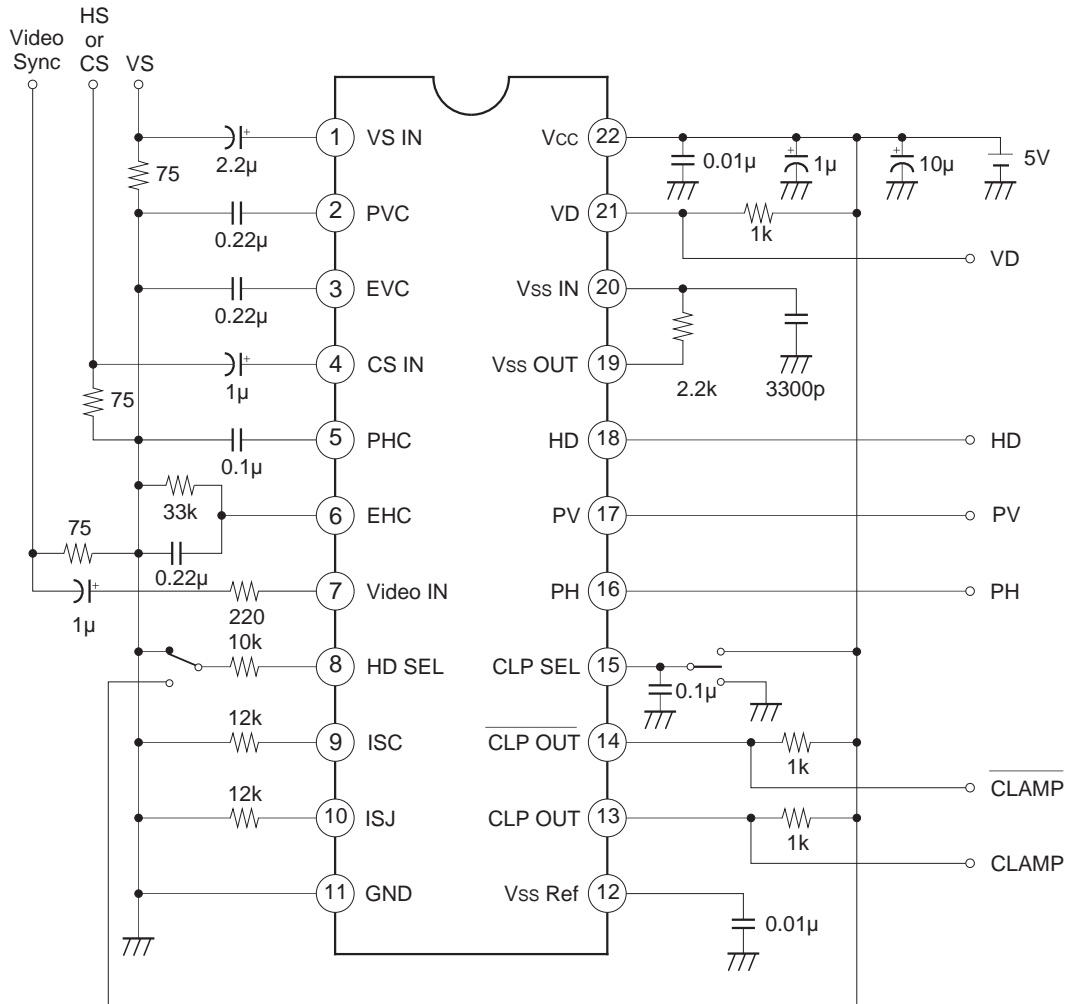 Video
Sync
HS
or
CS
VS
1
VS IN
2.2µ
75
2
PVC
0.22µ
3
EVC
0.22µ
4
CS IN
1µ
75
5
PHC
0.1µ
33k
6
EHC
75
0.22µ
7
Video IN
1µ
220
10k
8
HD SEL
12k
9
ISC
12k
10
ISJ
11
GND
VCC
22
0.01µ
1µ
10µ
5V
VD
21
1k
VD
VSS IN
20
VSS OUT
19
2.2k
3300p
HD
18
HD
PV
17
PV
PH
16
PH
CLP SEL
15
0.1µ
CLP OUT
14
1k
CLAMP
CLP OUT
13
1k
CLAMP
VSS Ref
12
0.01µ